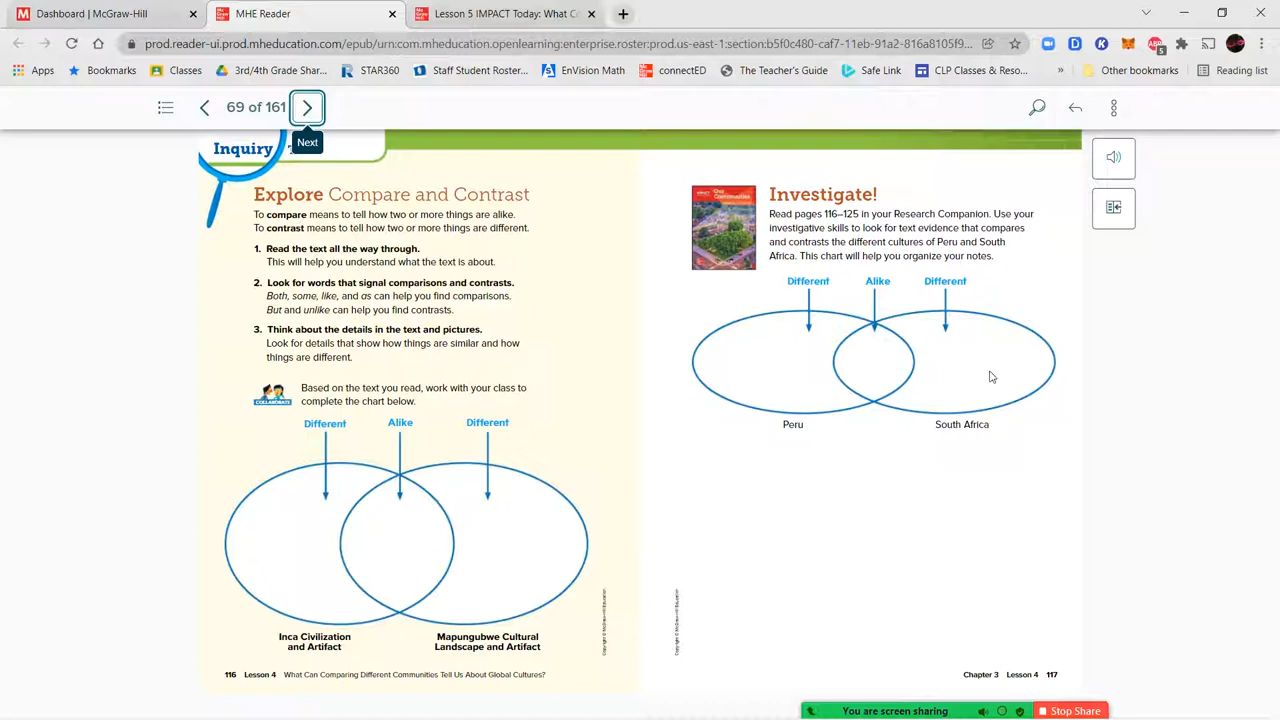 Dashboard | McGraw-Hill
MHE Reader
Lesson 5 IMPACT Today: What Co
prod.reader-ui.prod.mheducation.com/epub/urn:com.mheducation.openlearning:enterprise.roster:prod.us-east-1:section:b5f0c480-caf7-11eb-91a2-816a8105f9...
Apps
Bookmarks
Classes
3rd/4rd Grade Shar...
STAR360
Staff Student Roster...
EnVision Math
connectED
The Teacher's Guide
Safe Link
CLP Classes & Reso...
»
Other bookmarks
Reading list
69 of 161
Next
Inquiry
Explore Compare and Contrast
To compare means to tell how two or more things are alike.
To contrast means to tell how two or more things are different.
1. Read the text all the way through.
This will help you understand what the text is about.
2. Look for words that signal comparisons and contrasts.
Both, some, like, and as can help you find comparisons.
But and unlike can help you find contrasts.
3. Think about the details in the text and pictures.
Look for details that show how things are similar and how
things are different.
COLLABORATE
Based on the text you read, work with your class to
complete the chart below.
Different Alike Different
Inca Civilization
and Artifact
Mapungubwe Cultural
Landscape and Artifact
Copyright © McGraw-Hill Education
116 Lesson 4 What Can Comparing Different Communities Tell Us About Global Cultures?
Investigate!
Read pages 116–125 in your Research Companion. Use your
investigative skills to look for text evidence that compares
and contrasts the different cultures of Peru and South
Africa. This chart will help you organize your notes.
Different Alike Different
Peru
South Africa
Copyright © McGraw-Hill Education
Chapter 3 Lesson 4 117
You are screen sharing
Stop Share